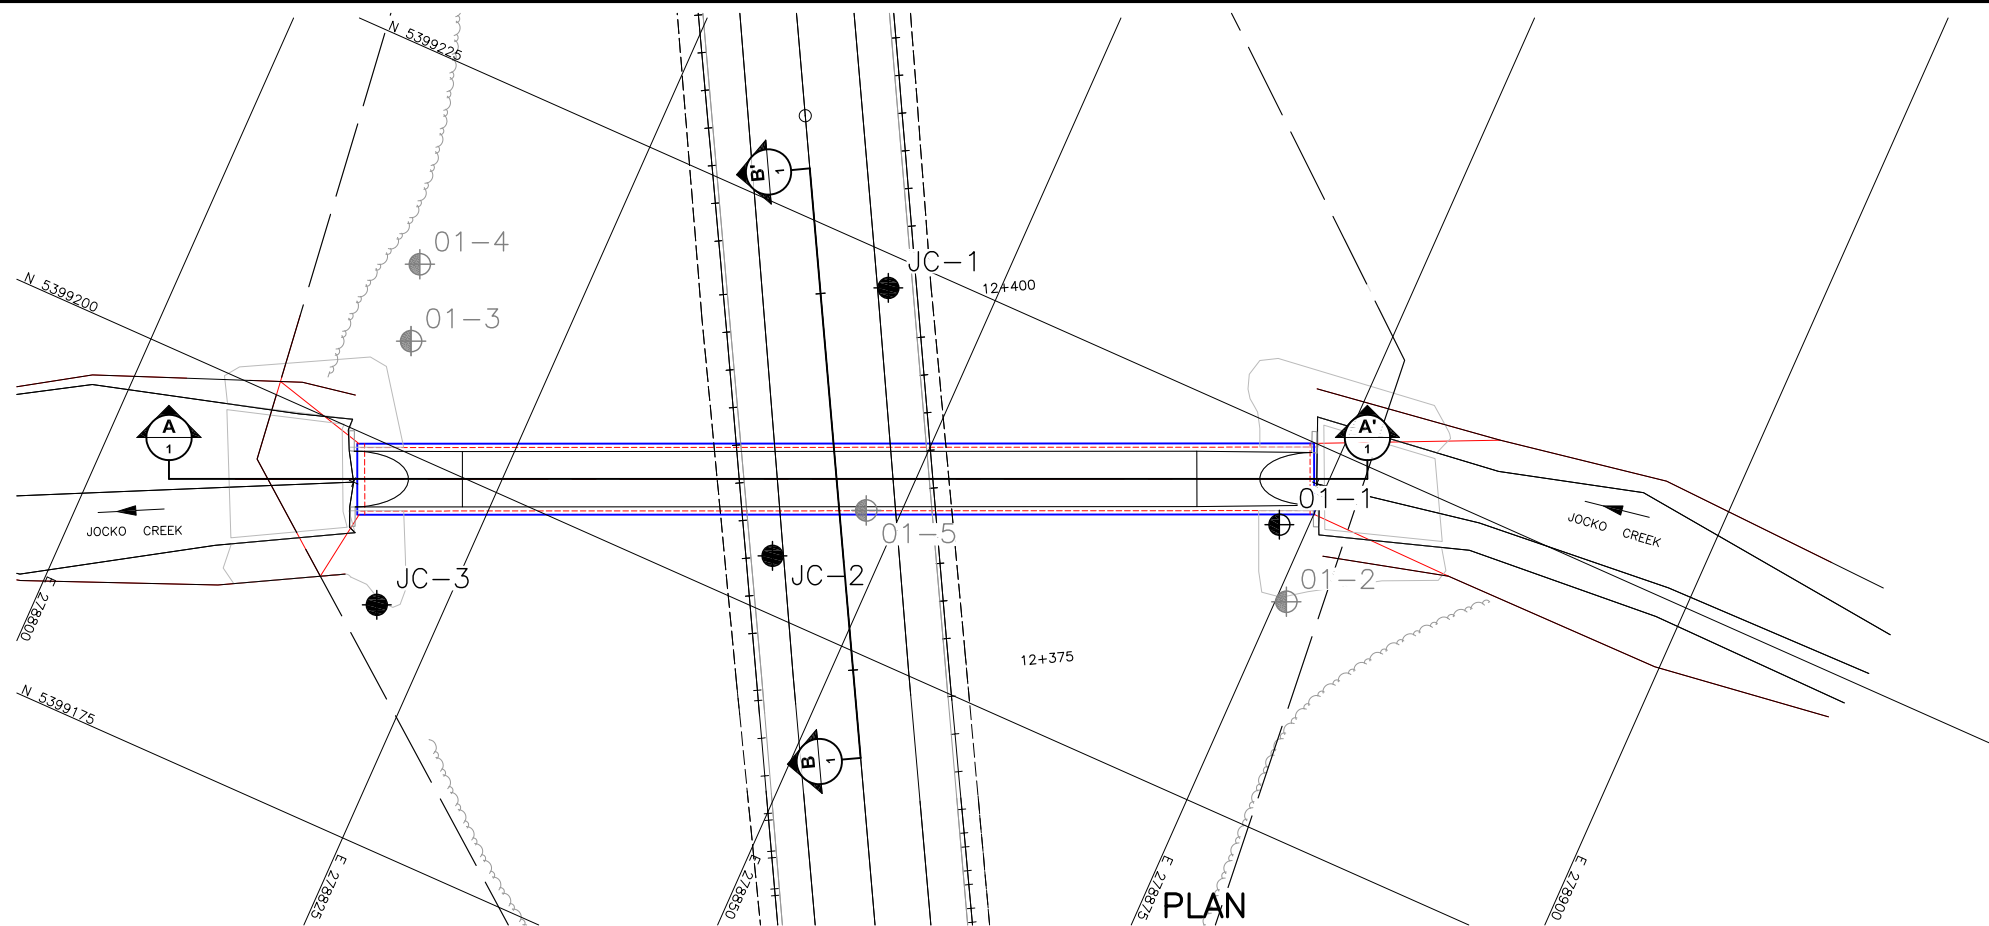 N 5399225
B'
1
01-4
JC-1
12+400
N 5399200
01-3
A
1
A'
1
01-1
JOCKO CREEK
JOCKO CREEK
01-5
JC-3
JC-2
01-2
E 278800
12+375
N 5399175
B
1
E 278825
E 278850
E 278875
E 278900
PLAN